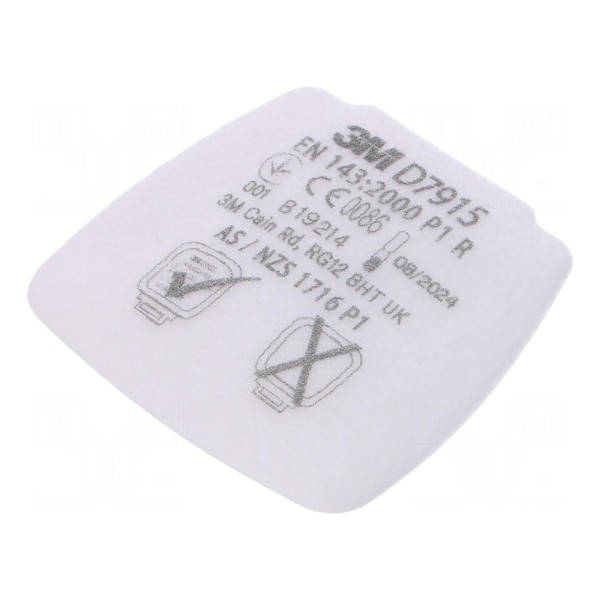 3M D7915
EN 143:2000 P1 R
CE 0086
001 B19214 08/2024
3M Cain Rd, RG12 8HT UK
AS / NZS 1716 P1